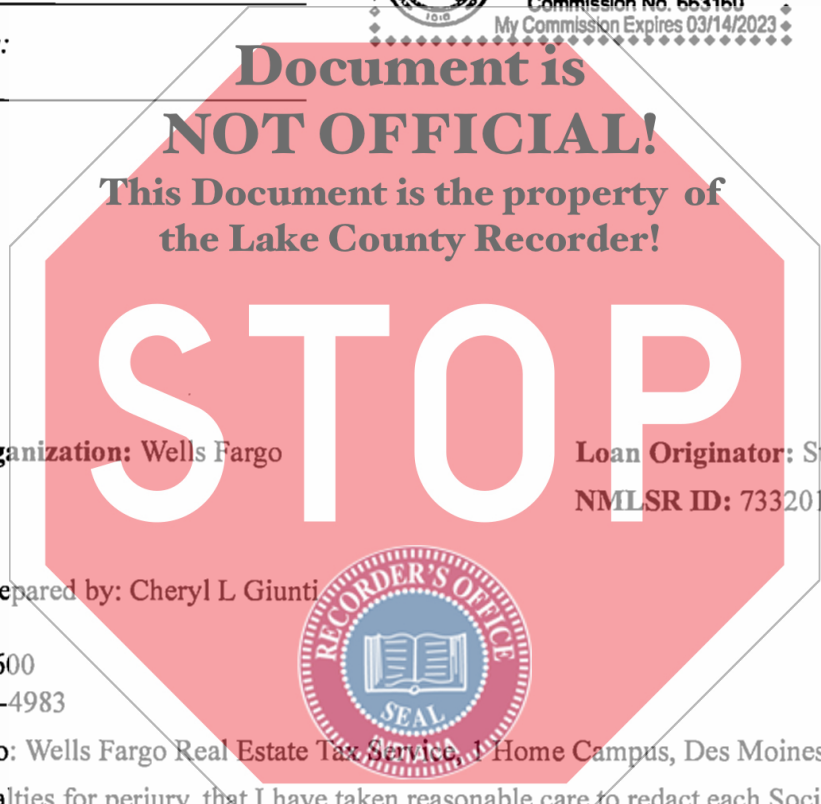 Commission No. 663160
My Commission Expires 03/14/2023
Document is
NOT OFFICIAL!
This Document is the property of
the Lake County Recorder!
STOP
ganization: Wells Fargo
Loan Originator: S
NMLSR ID: 733201
epared by: Cheryl L Giunti
RECORDER'S OFFICE
600
-4983
SEAL
o: Wells Fargo Real Estate Tax Service, 1 Home Campus, Des Moines
alties for perjury, that I have taken reasonable care to redact each Soci